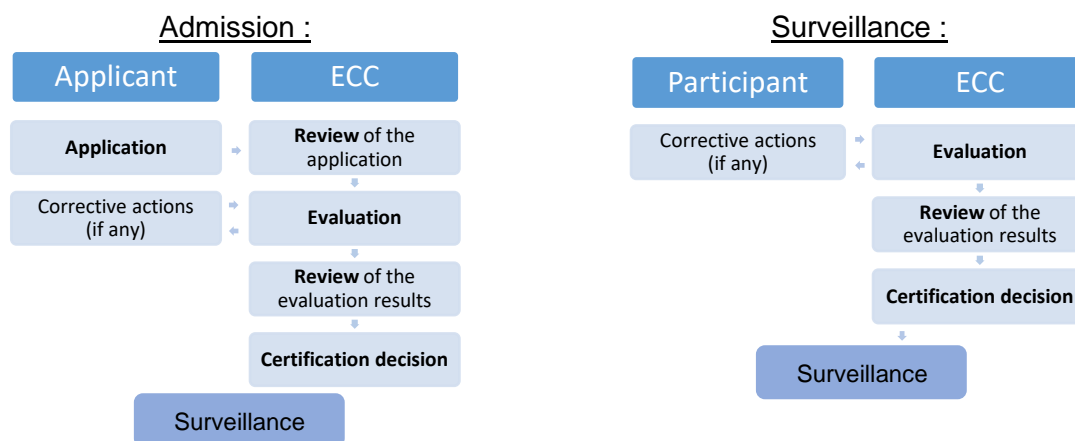 Admission :
Applicant
ECC
Application
Review of the
application
Corrective actions
(if any)
Evaluation
Review of the
evaluation results
Certification decision
Surveillance
Surveillance :
Participant
ECC
Corrective actions
(if any)
Evaluation
Review of the
evaluation results
Certification decision
Surveillance